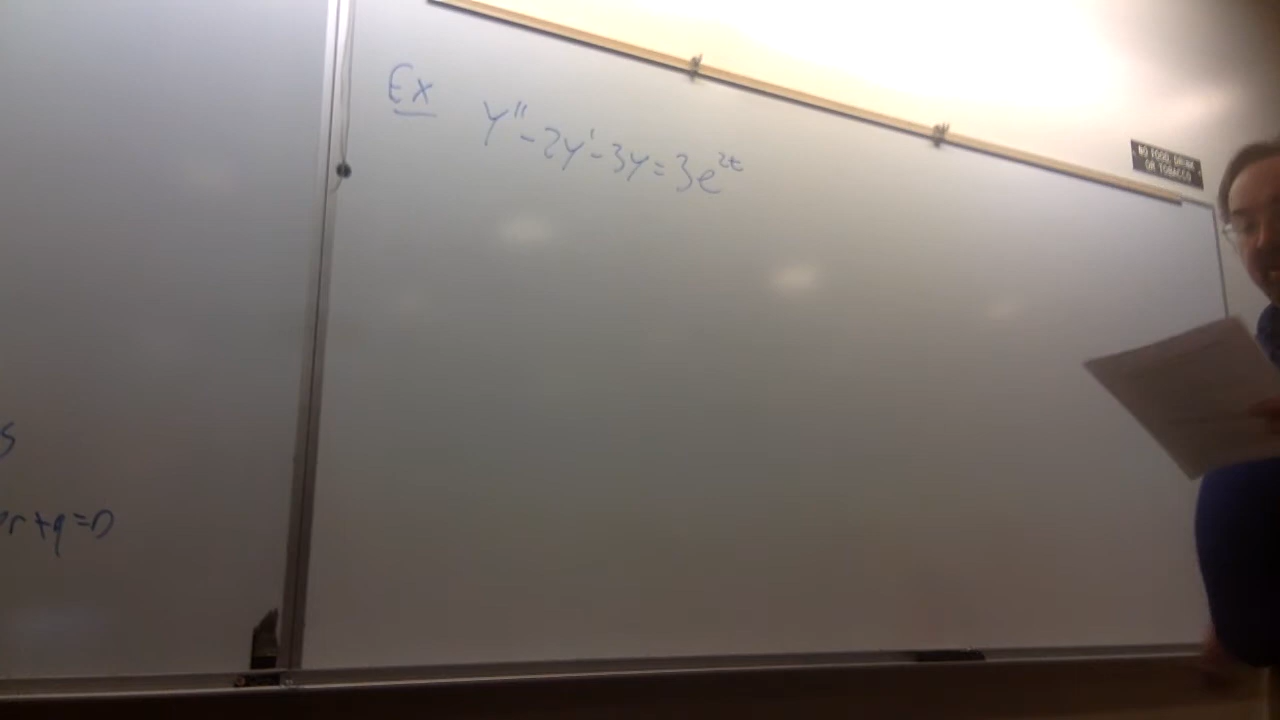 Ex y'' - 2y' - 3y = 3e^{2t}
NO FOOD, DRINK
OR TOBACCO
s
r + q = 0